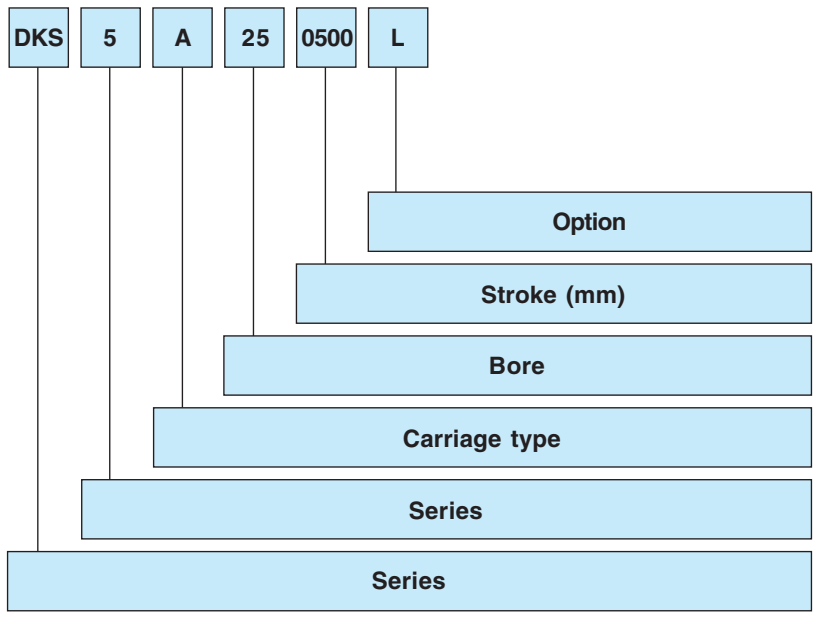 DKS 5 A 25 0500 L
Option
Stroke (mm)
Bore
Carriage type
Series
Series